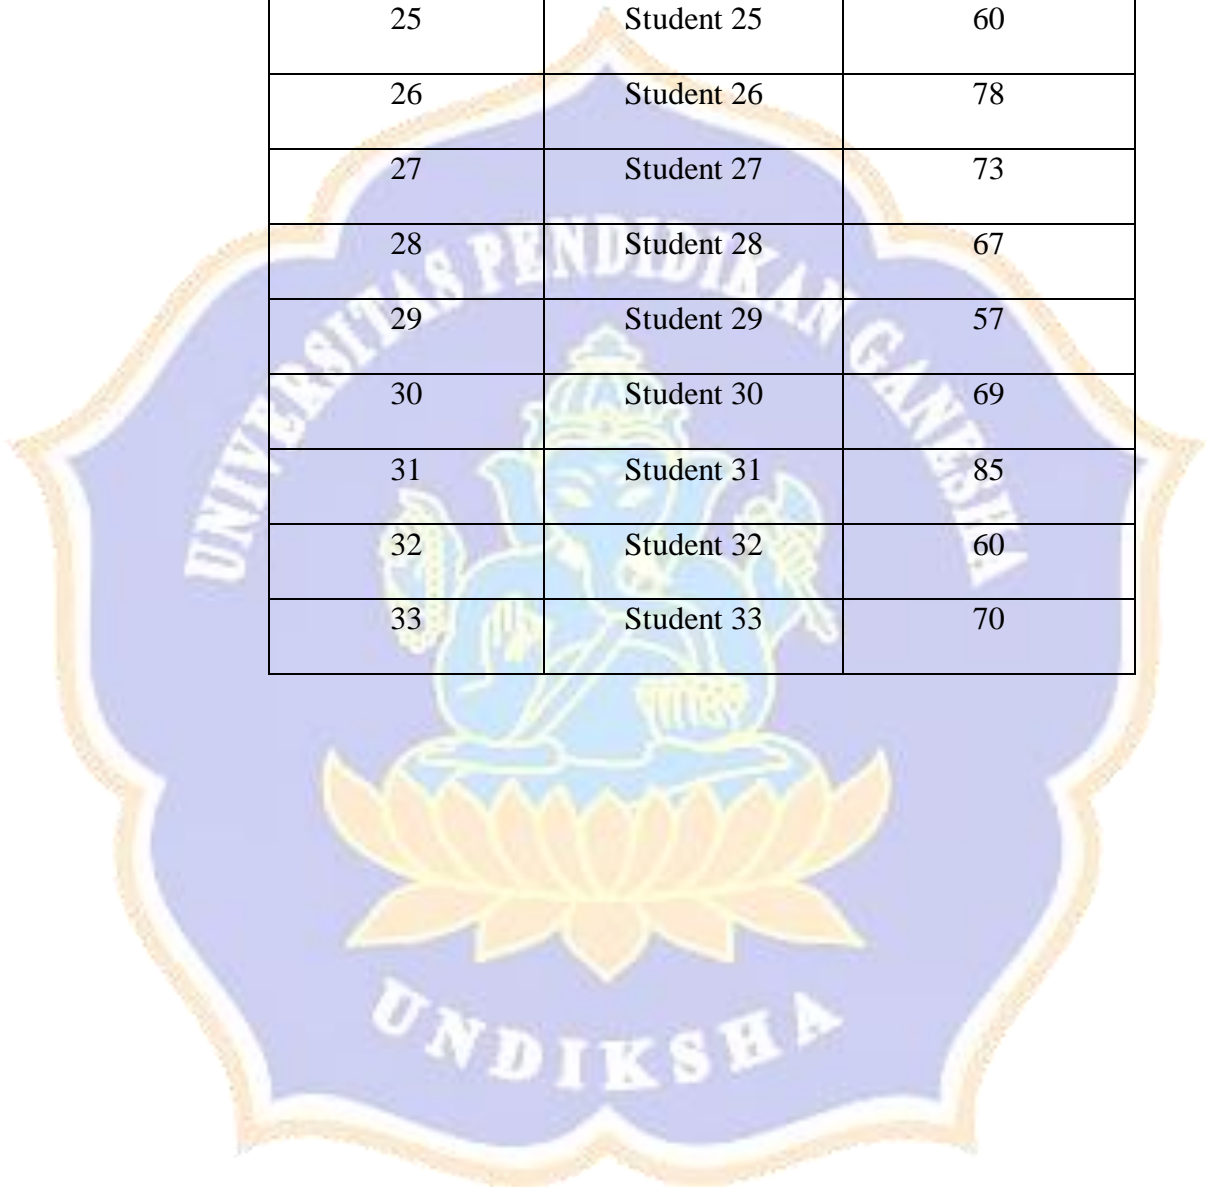 25 Student 25 60
26 Student 26 78
27 Student 27 73
28 Student 28 67
29 Student 29 57
30 Student 30 69
31 Student 31 85
32 Student 32 60
33 Student 33 70
UNIVERSITAS PENDIDIKAN GANESHA
UNDIKSHA